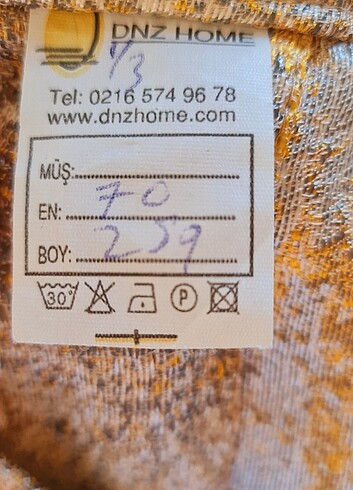 DNZ HOME
1/3
Tel: 0216 574 96 78
www.dnzhome.com
MÜŞ:
EN: 70
BOY: 259
30°
P